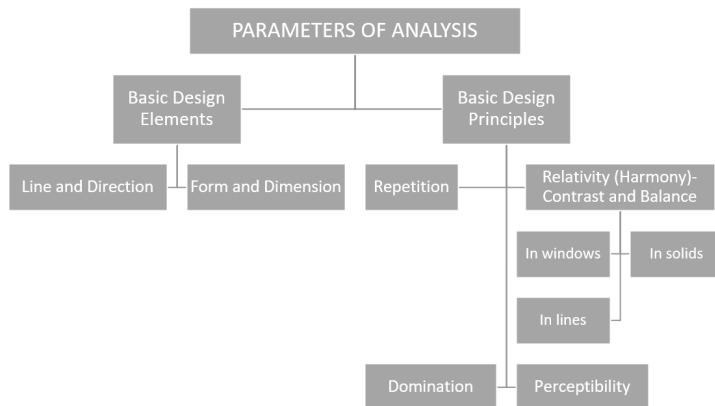 PARAMETERS OF ANALYSIS
Basic Design
Elements
Basic Design
Principles
Line and Direction
Form and Dimension
Repetition
Relativity (Harmony)-
Contrast and Balance
In windows
In solids
In lines
Domination
Perceptibility